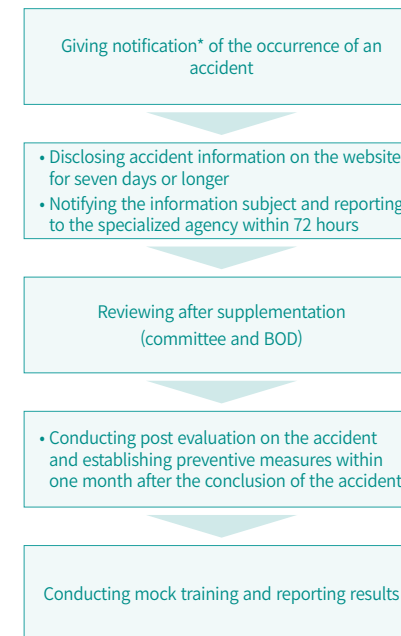 Giving notification* of the occurrence of an
accident
• Disclosing accident information on the website
for seven days or longer
• Notifying the information subject and reporting
to the specialized agency within 72 hours
Reviewing after supplementation
(committee and BOD)
• Conducting post evaluation on the accident
and establishing preventive measures within
one month after the conclusion of the accident
Conducting mock training and reporting results